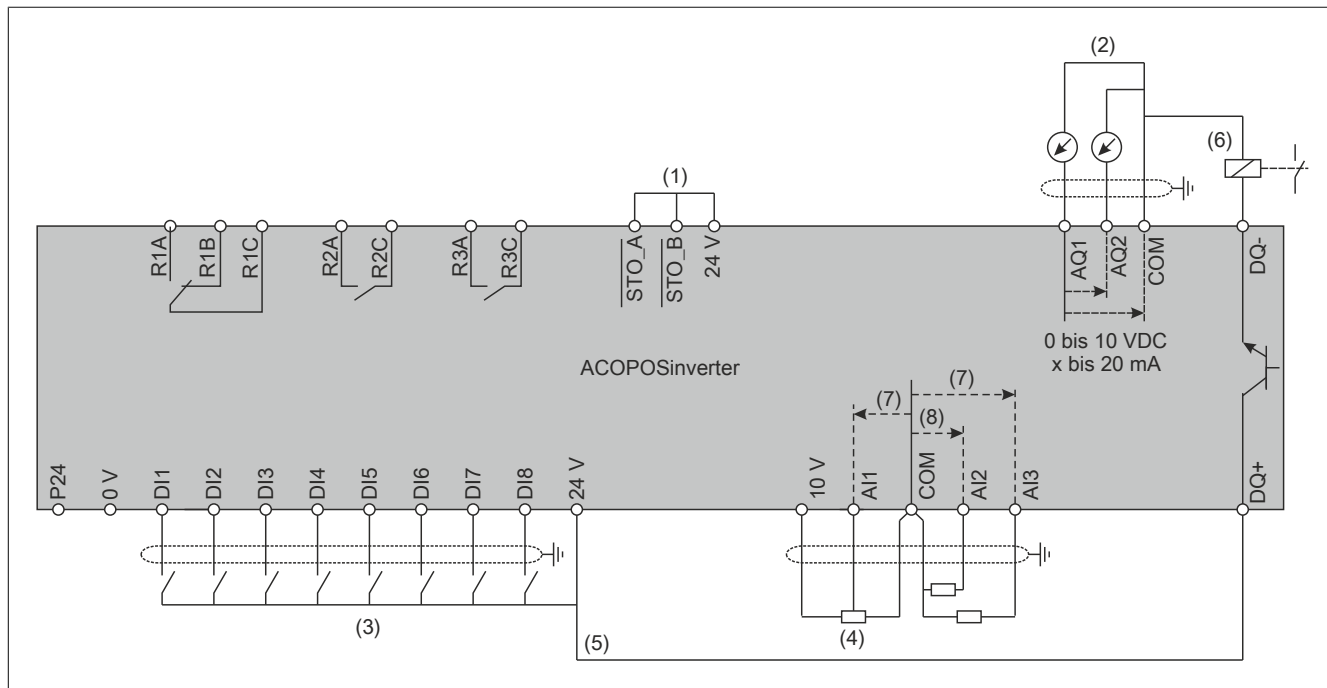 (2)
(6)
(1)
R1A
R1B
R1C
R2A
R2C
R3A
R3C
STO_A
STO_B
24 V
AQ1
AQ2
COM
DQ-
0 bis 10 VDC
x bis 20 mA
ACOPOSinverter
(7)
(7)
(8)
P24
0 V
DI1
DI2
DI3
DI4
DI5
DI6
DI7
DI8
24 V
10 V
AI1
COM
AI2
AI3
DQ+
(3)
(5)
(4)